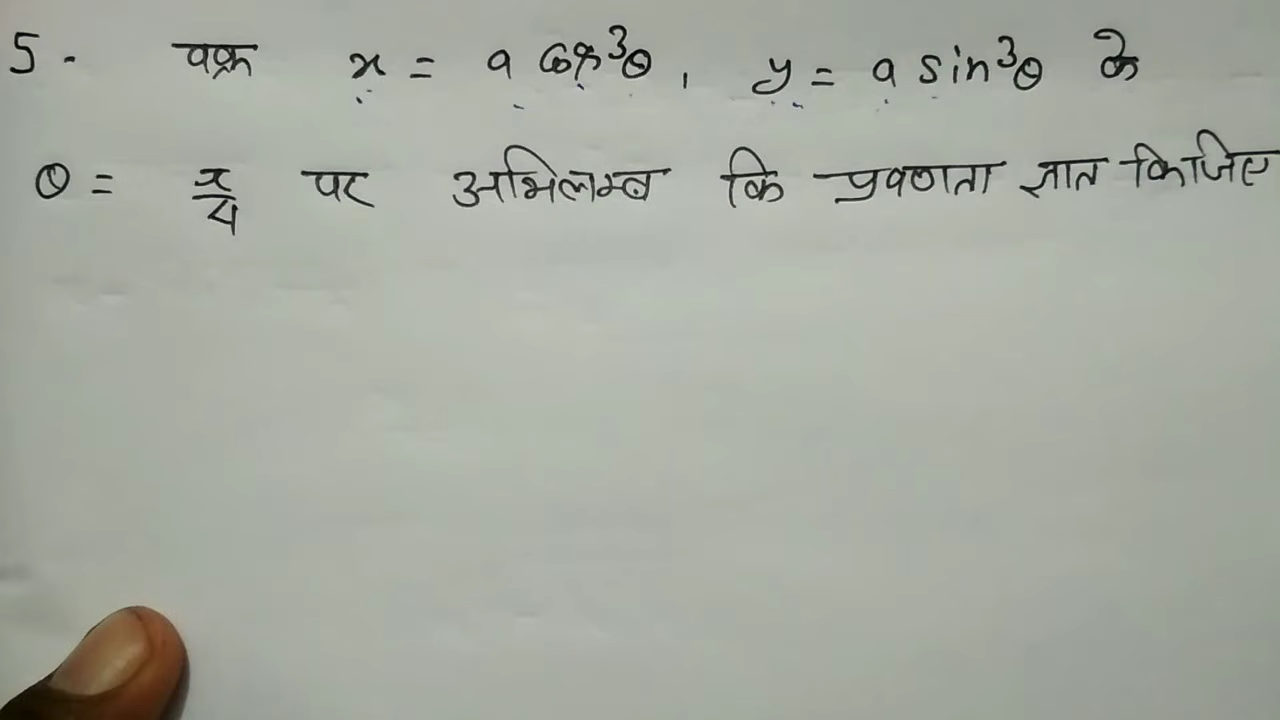 5. वक्र x = a cos³θ, y = a sin³θ के
θ = π/4 पर अभिलम्ब कि प्रवणता ज्ञात किजिए